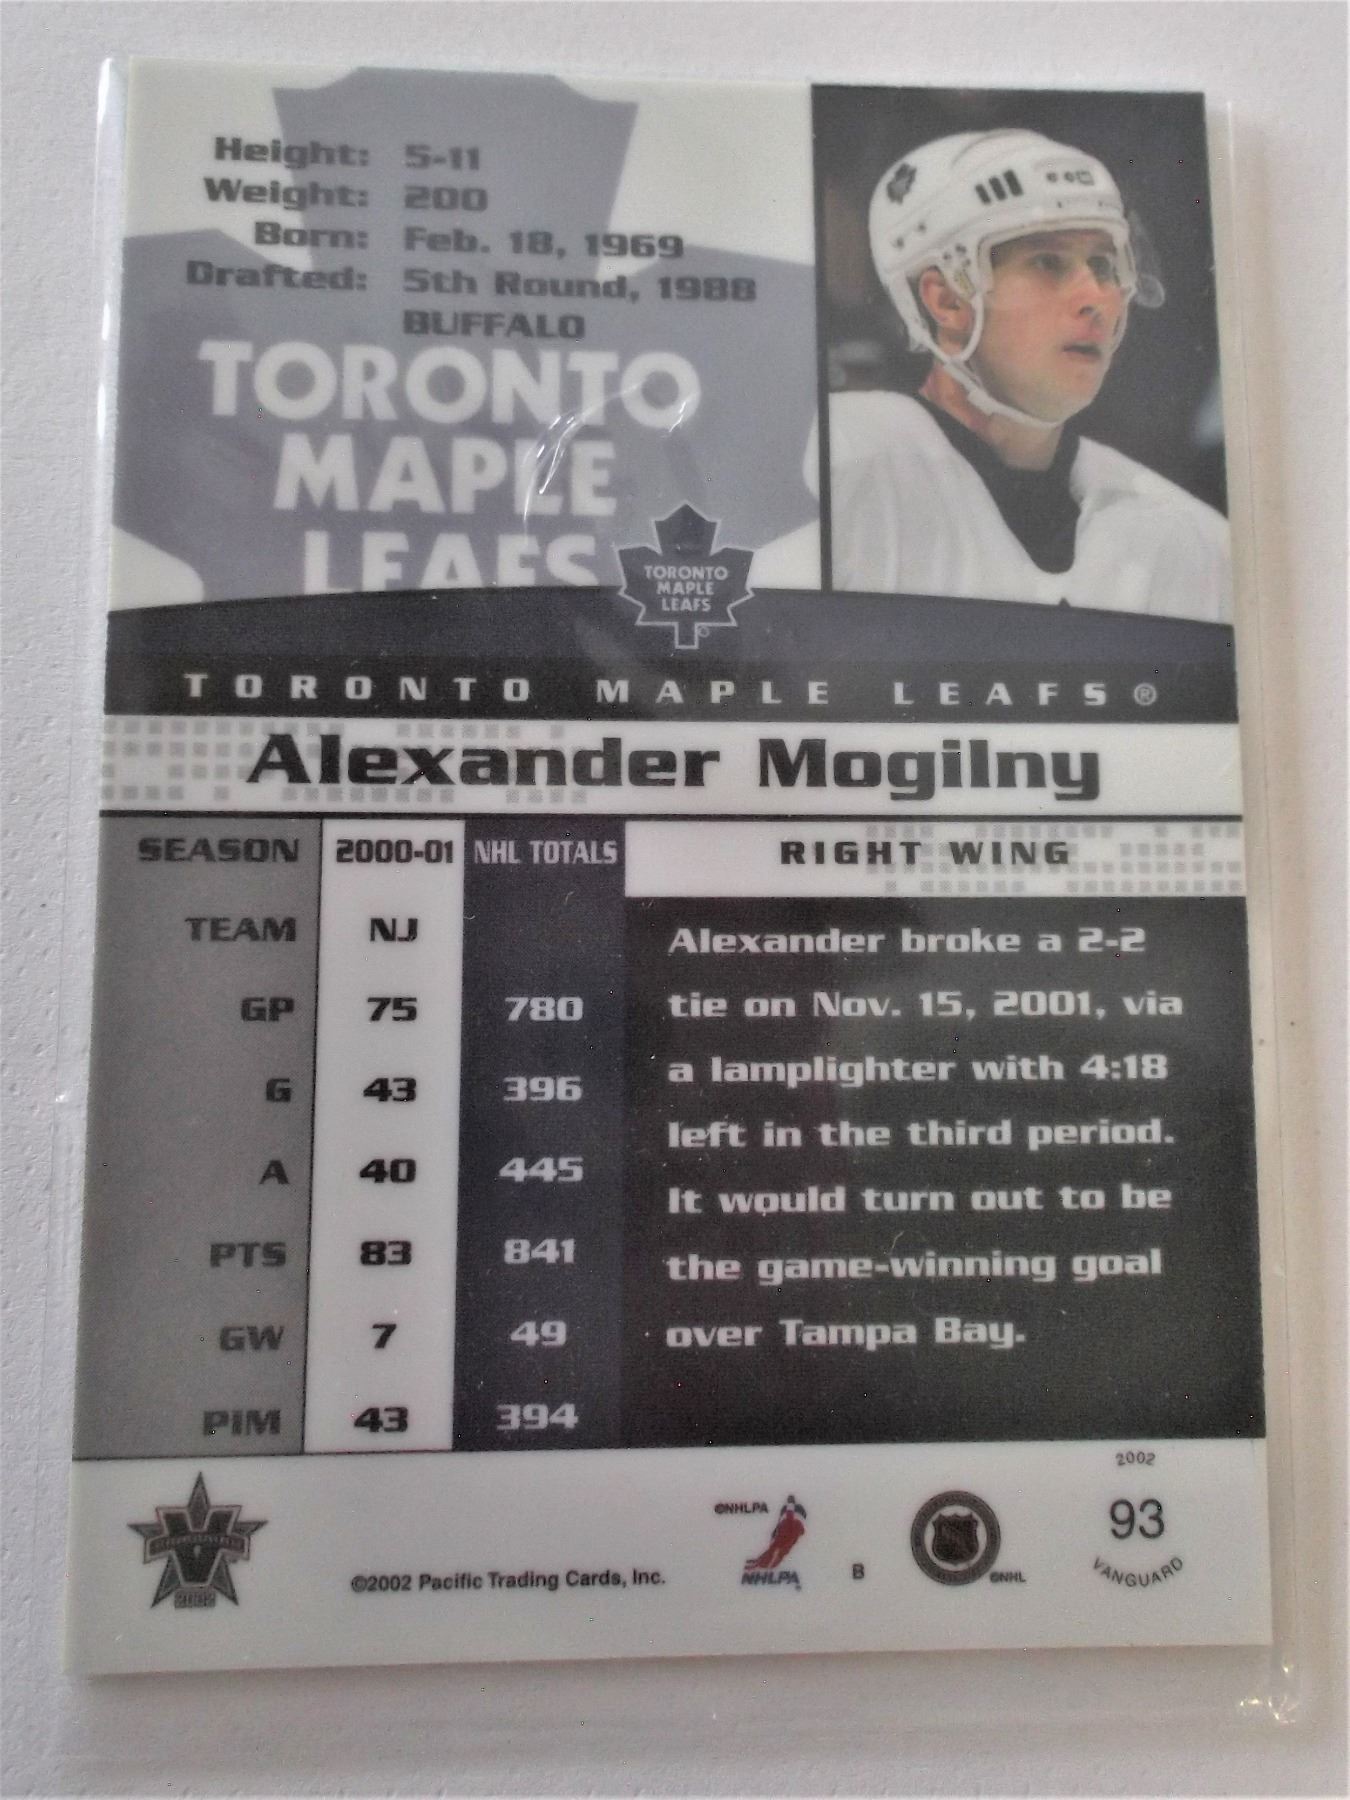 Height: 5-11
Weight: 200
Born: Feb. 18, 1969
Drafted: 5th Round, 1988
BUFFALO
TORONTO
MAPLE
LEAFS
TORONTO
MAPLE
LEAFS
TORONTO MAPLE LEAFS®
Alexander Mogilny
SEASON 2000-01 NHL TOTALS
TEAM NJ
GP 75 780
G 43 396
A 40 445
PTS 83 841
GW 7 49
PIM 43 394
RIGHT WING
Alexander broke a 2-2
tie on Nov. 15, 2001, via
a lamplighter with 4:18
left in the third period.
It would turn out to be
the game-winning goal
over Tampa Bay.
©2002 Pacific Trading Cards, Inc.
©NHLPA
NHLPA
B
©NHL
2002
93
VANGUARD